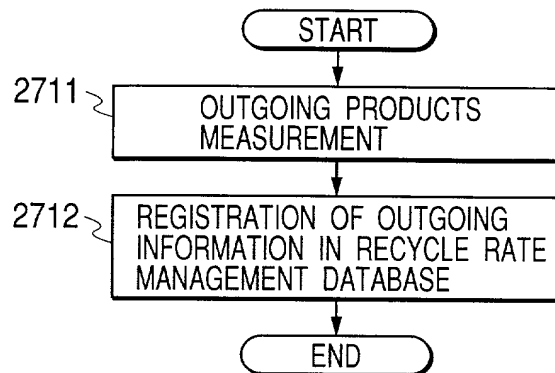 START
2711
OUTGOING PRODUCTS
MEASUREMENT
2712
REGISTRATION OF OUTGOING
INFORMATION IN RECYCLE RATE
MANAGEMENT DATABASE
END